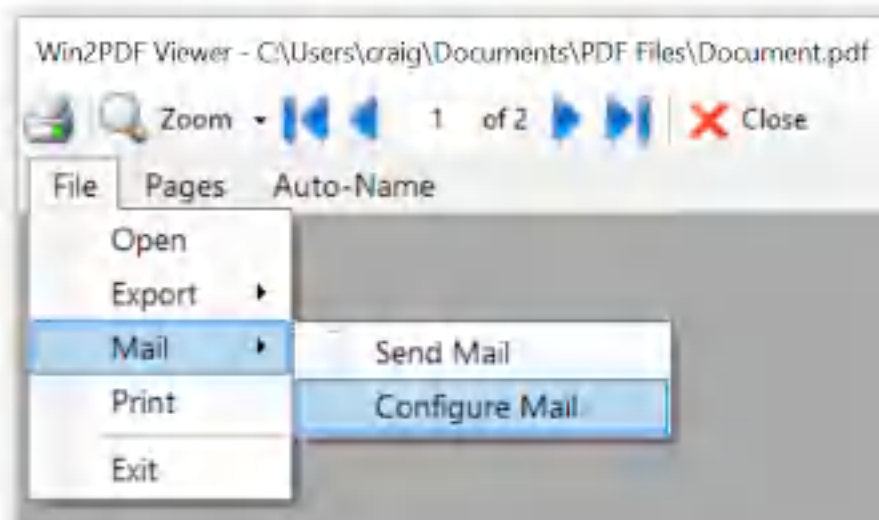 Win2PDF Viewer - C:\Users\craig\Documents\PDF Files\Document.pdf
Zoom 1 of 2 Close
File Pages Auto-Name
Open
Export
Mail
Send Mail
Configure Mail
Print
Exit